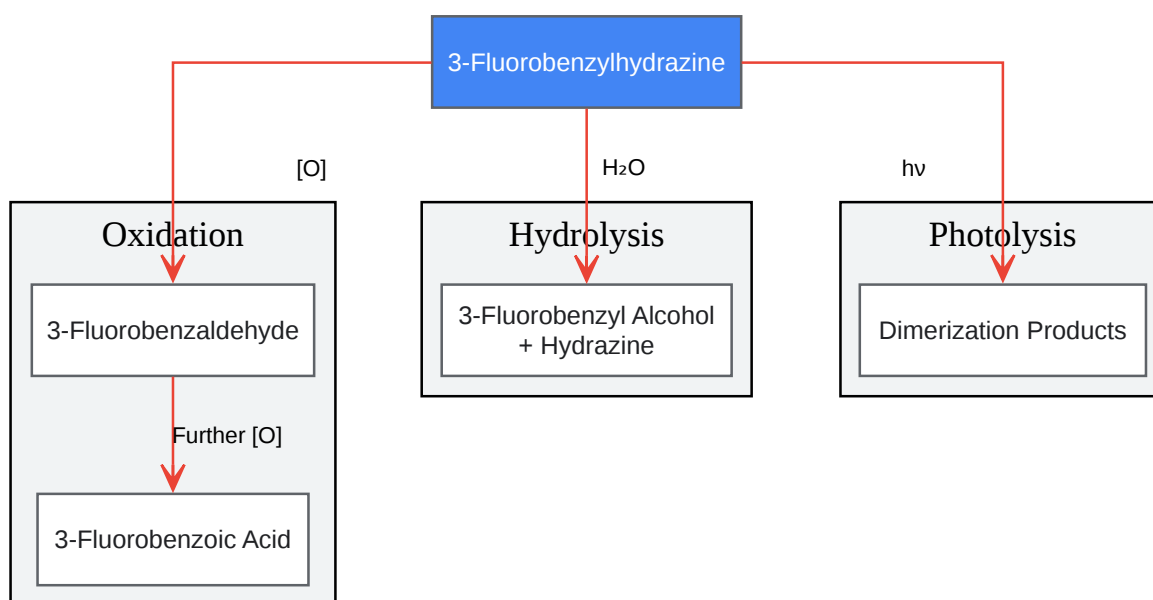 3-Fluorobenzylhydrazine
[O]
H₂O
hν
Oxidation
Hydrolysis
Photolysis
3-Fluorobenzaldehyde
3-Fluorobenzyl Alcohol
+ Hydrazine
Dimerization Products
Further [O]
3-Fluorobenzoic Acid